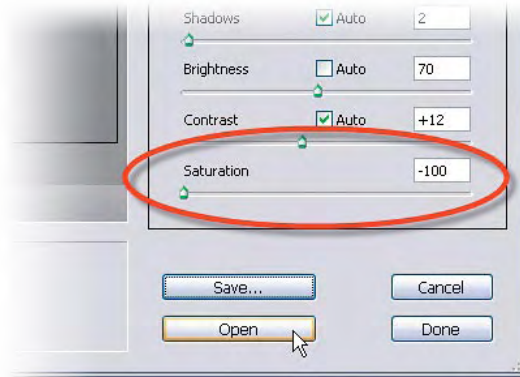 Shadows Auto 2
Brightness Auto 70
Contrast Auto +12
Saturation -100
Save... Cancel
Open Done